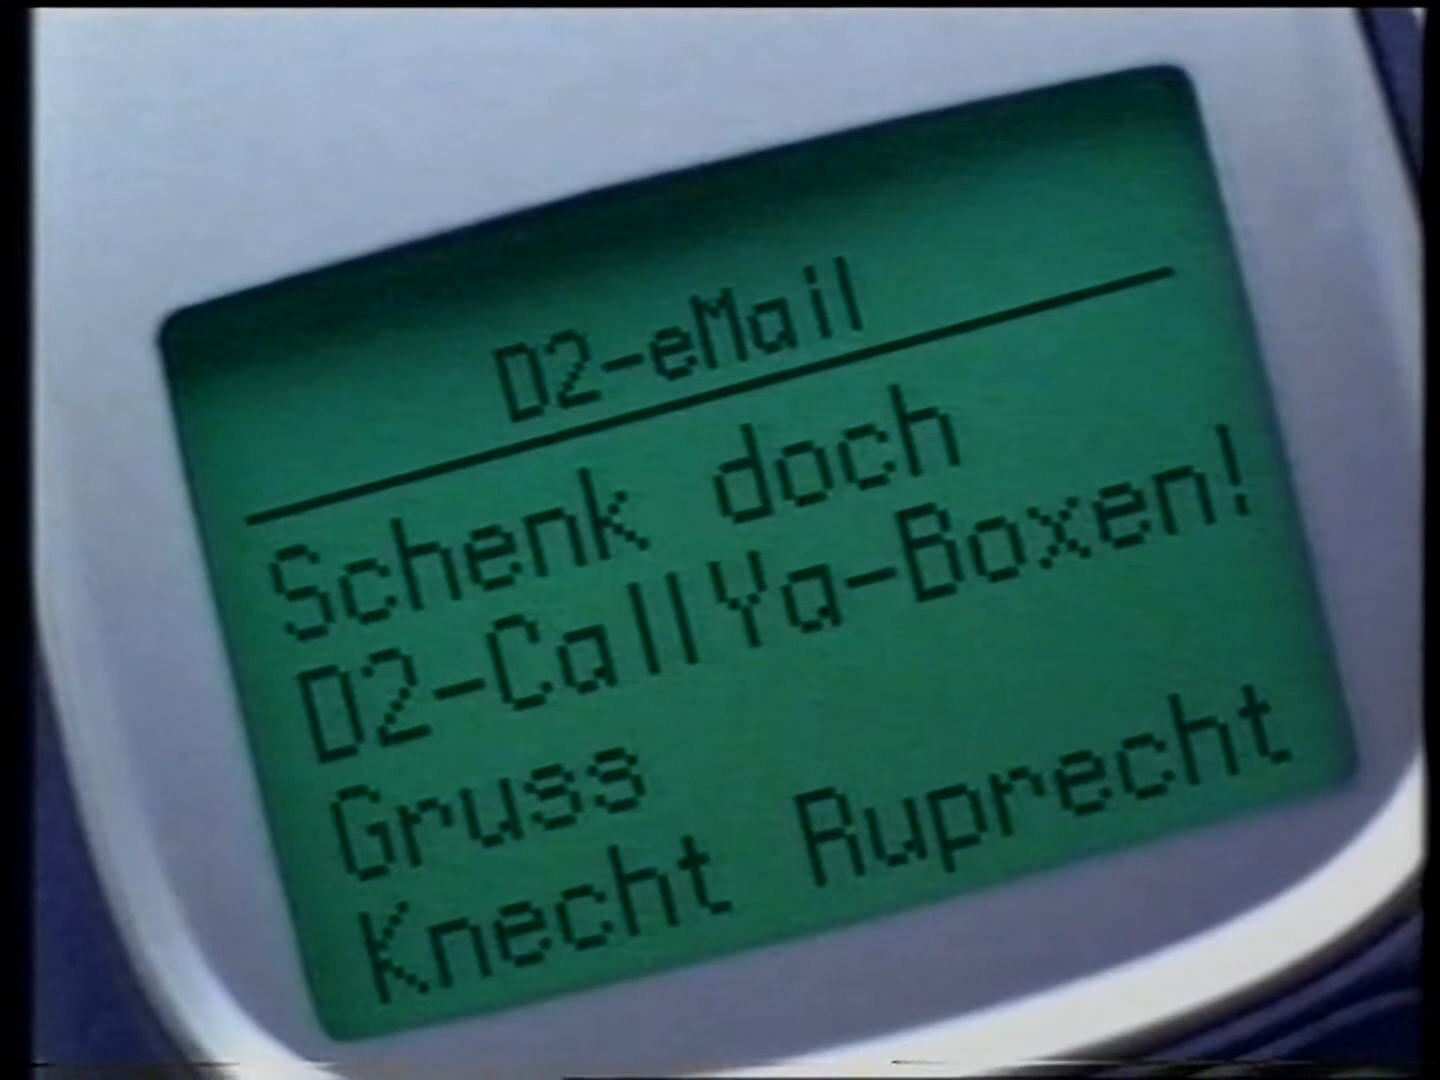 D2-eMail
Schenk doch
D2-CallYa-Boxen!
Gruss
Knecht Ruprecht